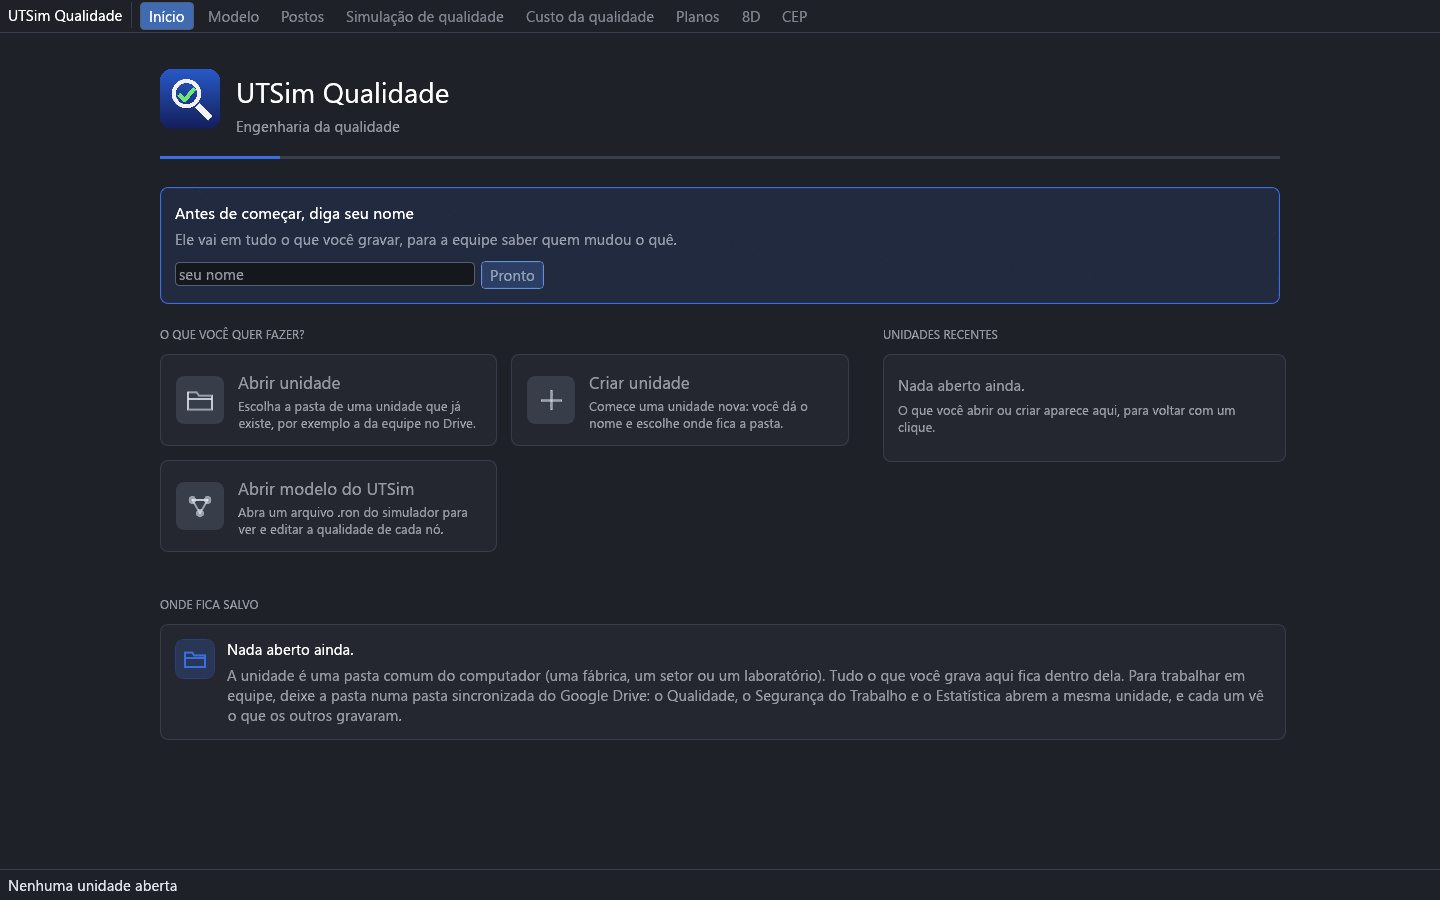 UTSim Qualidade
Início
Modelo
Postos
Simulação de qualidade
Custo da qualidade
Planos
8D
CEP
UTSim Qualidade
Engenharia da qualidade
Antes de começar, diga seu nome
Ele vai em tudo o que você gravar, para a equipe saber quem mudou o quê.
seu nome
Pronto
O QUE VOCÊ QUER FAZER?
Abrir unidade
Escolha a pasta de uma unidade que já
existe, por exemplo a da equipe no Drive.
Criar unidade
Comece uma unidade nova: você dá o
nome e escolhe onde fica a pasta.
Abrir modelo do UTSim
Abra um arquivo .ron do simulador para
ver e editar a qualidade de cada nó.
UNIDADES RECENTES
Nada aberto ainda.
O que você abrir ou criar aparece aqui, para voltar com um
clique.
ONDE FICA SALVO
Nada aberto ainda.
A unidade é uma pasta comum do computador (uma fábrica, um setor ou um laboratório). Tudo o que você grava aqui fica dentro dela. Para trabalhar em
equipe, deixe a pasta numa pasta sincronizada do Google Drive: o Qualidade, o Segurança do Trabalho e o Estatística abrem a mesma unidade, e cada um vê
o que os outros gravaram.
Nenhuma unidade aberta